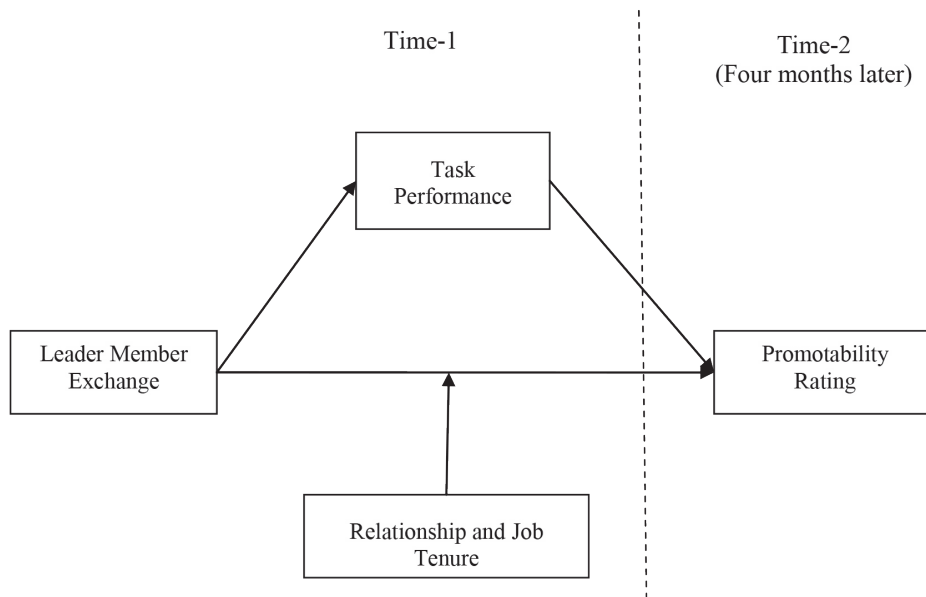 Time-1
Time-2
(Four months later)
Task
Performance
Leader Member
Exchange
Promotability
Rating
Relationship and Job
Tenure